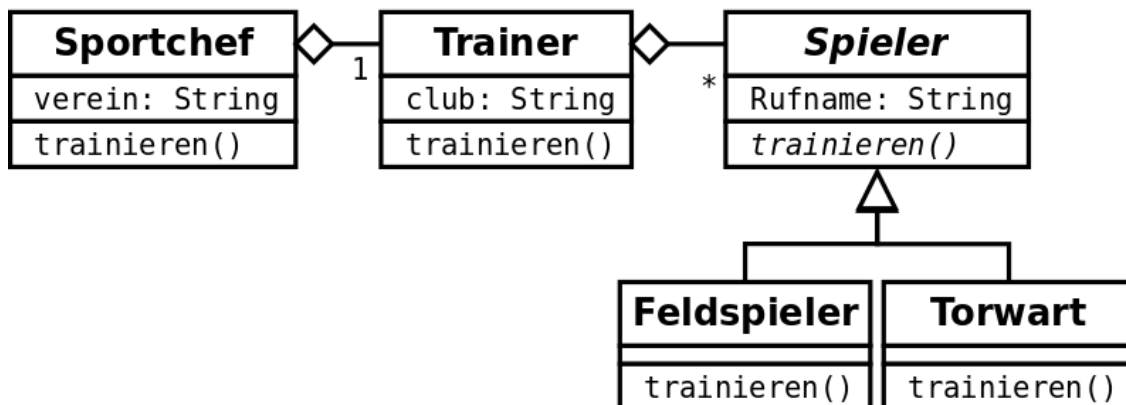 Sportchef
verein: String
trainieren()
1
Trainer
club: String
trainieren()
*
Spieler
Rufname: String
trainieren()
Feldspieler
trainieren()
Torwart
trainieren()